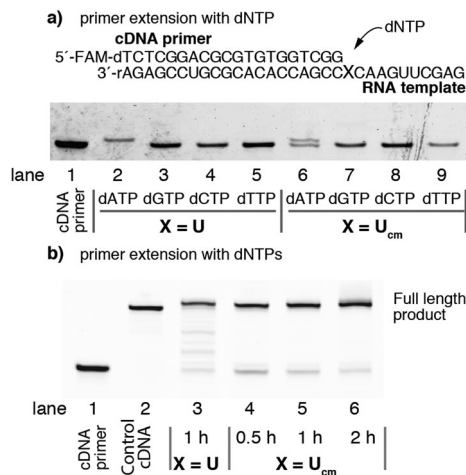 a) primer extension with dNTP
cDNA primer
dNTP
5´-FAM-dTCTCGGACGCGTGTGGTCGG
3´-rAGAGCCUGCGCACACCAGCCXCAAGUUCGAG
RNA template
lane 1 2 3 4 5 6 7 8 9
cDNA primer
dATP dGTP dCTP dTTP dATP dGTP dCTP dTTP
X = U X = Ucm
b) primer extension with dNTPs
Full length
product
lane 1 2 3 4 5 6
cDNA primer
Control cDNA
1 h 0.5 h 1 h 2 h
X = U X = Ucm